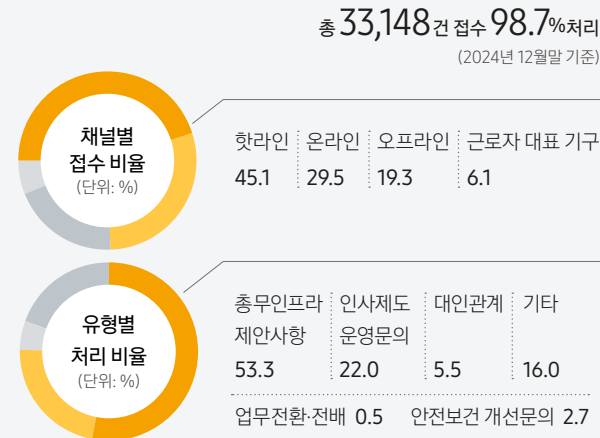 총 33,148건 접수 98.7%처리
(2024년 12월말 기준)
채널별
접수 비율
(단위: %)
핫라인 온라인 오프라인 근로자 대표 기구
45.1 29.5 19.3 6.1
유형별
처리 비율
(단위: %)
총무인프라 인사제도 대인관계 기타
제안사항 운영문의
53.3 22.0 5.5 16.0
업무전환·전배 0.5 안전보건 개선문의 2.7